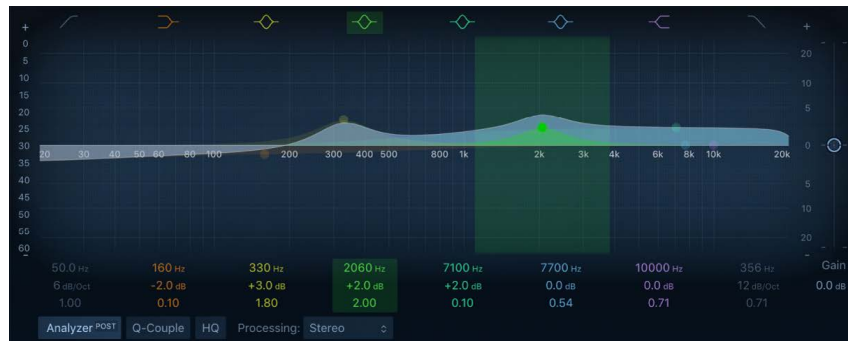 + +
0
5 20
10 10
15
20 5
25
30 20 30 40 50 60 80 100 200 300 400 500 800 1k 2k 3k 4k 6k 8k 10k 20k 0
35
40 5
45
50 10
55
60 20
- -
50.0 Hz 160 Hz 330 Hz 2060 Hz 7100 Hz 7700 Hz 10000 Hz 356 Hz Gain
6 dB/Oct -2.0 dB +3.0 dB +2.0 dB +2.0 dB 0.0 dB 0.0 dB 12 dB/Oct 0.0 dB
1.00 0.10 1.80 2.00 0.10 0.54 0.71 0.71
Analyzer POST Q-Couple HQ Processing: Stereo